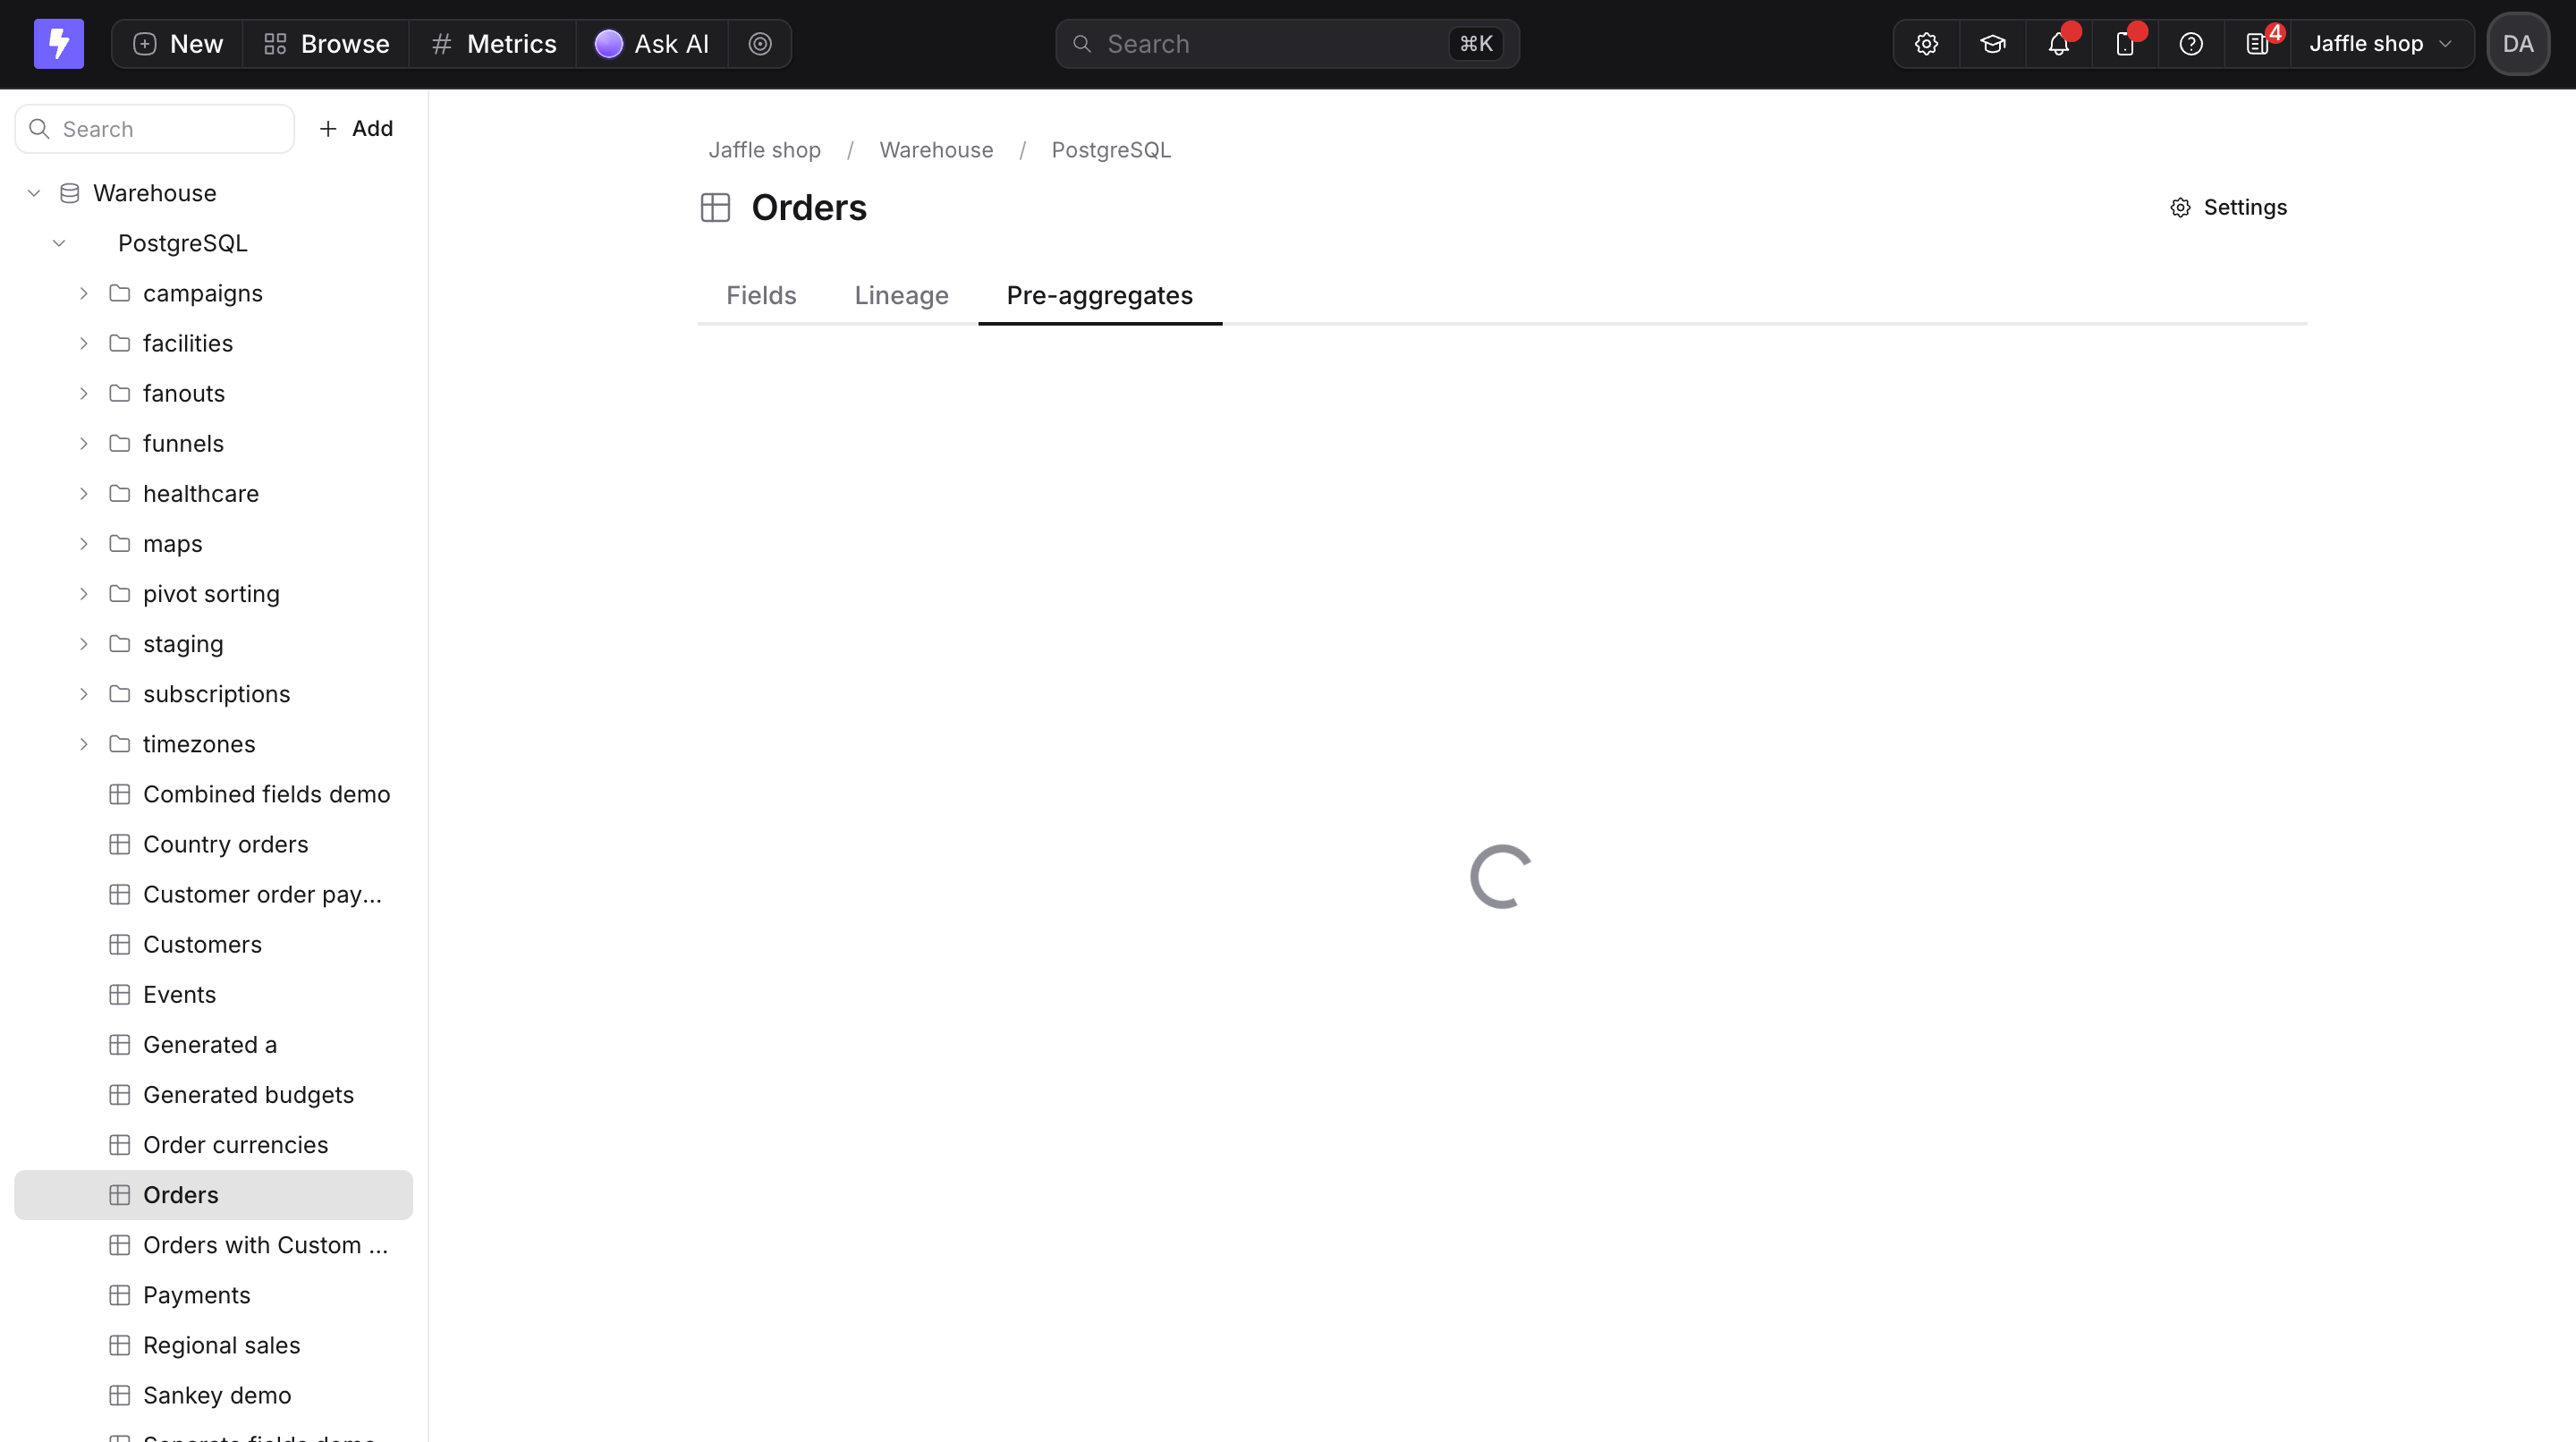 New
Browse
Metrics
Ask AI
Search
⌘K
4
Jaffle shop
DA
Search
Add
Warehouse
PostgreSQL
campaigns
facilities
fanouts
funnels
healthcare
maps
pivot sorting
staging
subscriptions
timezones
Combined fields demo
Country orders
Customer order pay...
Customers
Events
Generated a
Generated budgets
Order currencies
Orders
Orders with Custom ...
Payments
Regional sales
Sankey demo
Jaffle shop / Warehouse / PostgreSQL
Orders
Settings
Fields
Lineage
Pre-aggregates